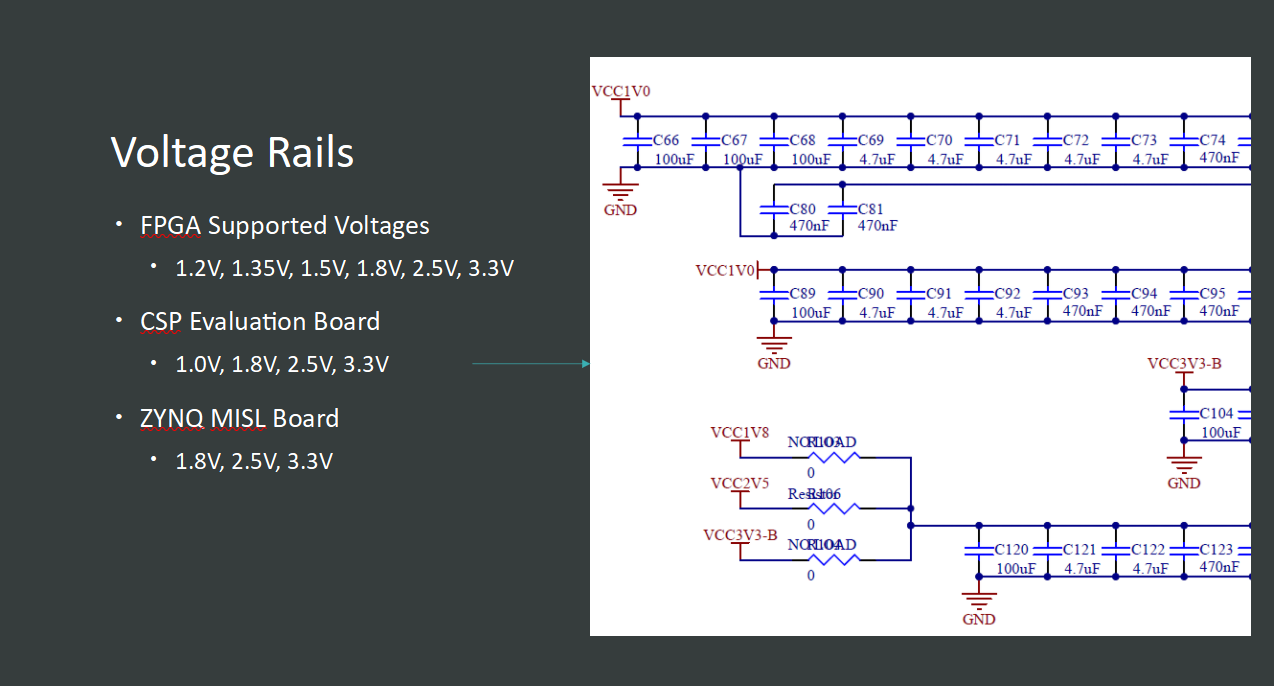 Voltage Rails
• FPGA Supported Voltages
• 1.2V, 1.35V, 1.5V, 1.8V, 2.5V, 3.3V
• CSP Evaluation Board
• 1.0V, 1.8V, 2.5V, 3.3V
• ZYNQ MISL Board
• 1.8V, 2.5V, 3.3V
VCC1V0
C66 C67 C68 C69 C70 C71 C72 C73 C74
100uF 100uF 100uF 4.7uF 4.7uF 4.7uF 4.7uF 4.7uF 470nF
GND
C80 C81
470nF 470nF
VCC1V0
C89 C90 C91 C92 C93 C94 C95
100uF 4.7uF 4.7uF 4.7uF 470nF 470nF 470nF
GND
VCC3V3-B
C104
100uF
GND
VCC1V8
0
VCC2V5
Resistor R106
0
VCC3V3-B
0
C120 C121 C122 C123
100uF 4.7uF 4.7uF 470nF
GND